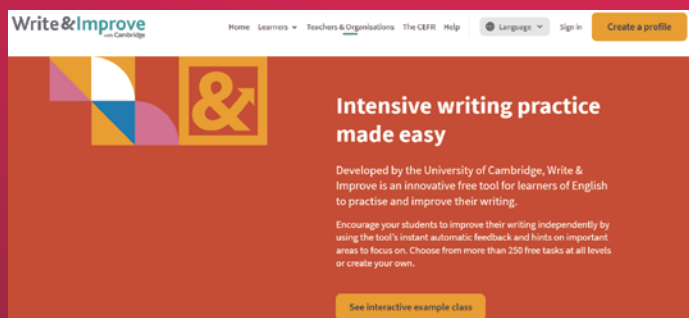 Write&Improve
with Cambridge
Home Learners Teachers & Organisations The CEFR Help Language Sign in Create a profile
&
Intensive writing practice
made easy
Developed by the University of Cambridge, Write &
Improve is an innovative free tool for learners of English
to practise and improve their writing.
Encourage your students to improve their writing independently by
using the tool's instant automatic feedback and hints on important
areas to focus on. Choose from more than 250 free tasks at all levels
or create your own.
See interactive example class